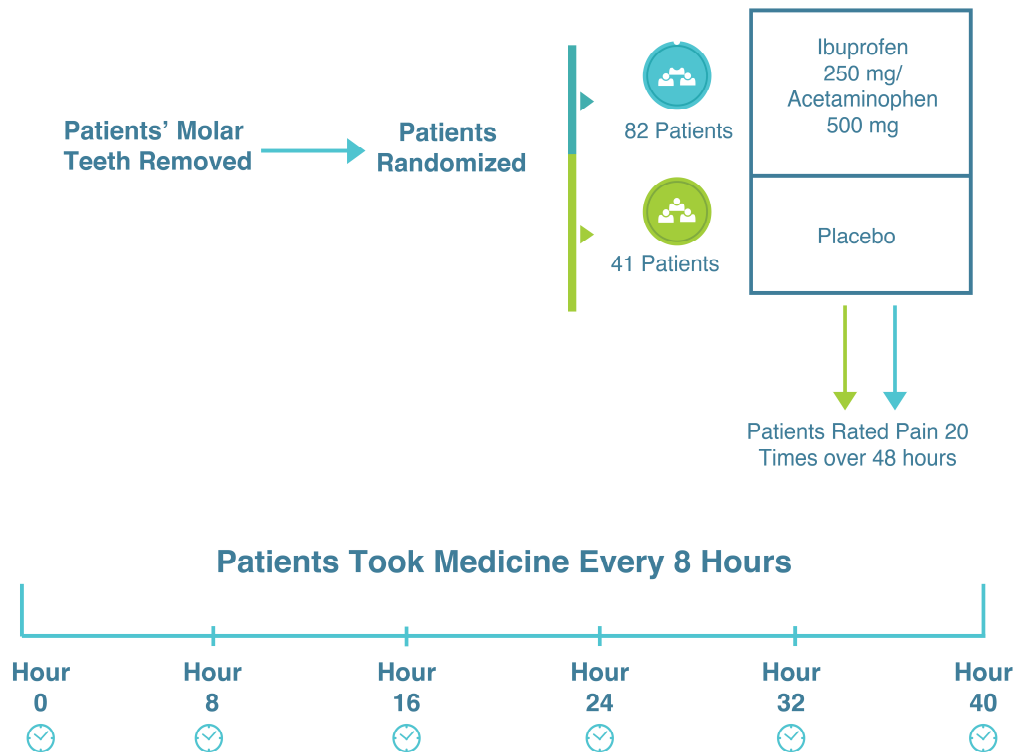 Patients’ Molar
Teeth Removed
Patients
Randomized
82 Patients
41 Patients
Ibuprofen
250 mg/
Acetaminophen
500 mg
Placebo
Patients Rated Pain 20
Times over 48 hours
Patients Took Medicine Every 8 Hours
Hour
0
Hour
8
Hour
16
Hour
24
Hour
32
Hour
40